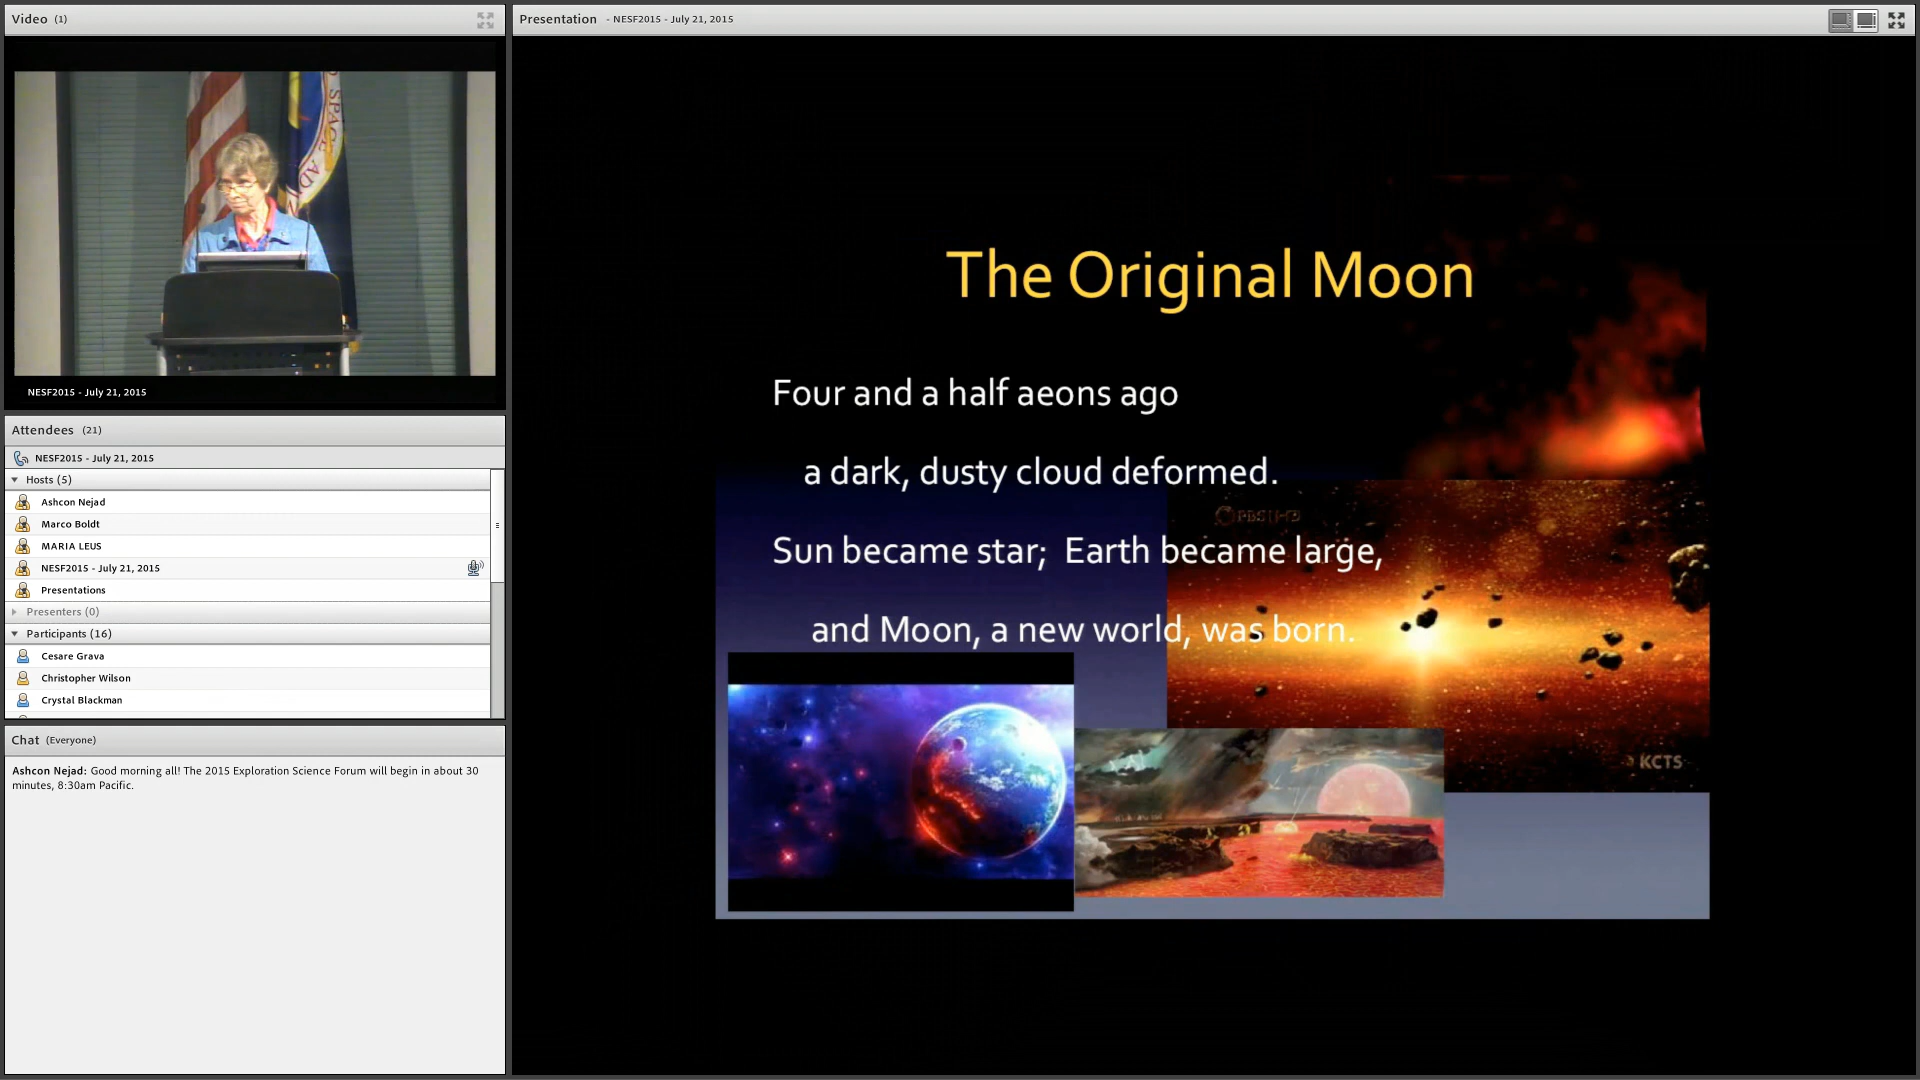 Video (1)
SPACE AD
NESF2015 - July 21, 2015
Attendees (21)
NESF2015 - July 21, 2015
Hosts (5)
Ashcon Nejad
Marco Boldt
MARIA LEUS
NESF2015 - July 21, 2015
Presentations
Presenters (0)
Participants (16)
Cesare Grava
Christopher Wilson
Crystal Blackman
Chat (Everyone)
Ashcon Nejad: Good morning all! The 2015 Exploration Science Forum will begin in about 30
minutes, 8:30am Pacific.
Presentation - NESF2015 - July 21, 2015
The Original Moon
Four and a half aeons ago
a dark, dusty cloud deformed.
Sun became star; Earth became large,
and Moon, a new world, was born.
PBS HD
KCTS